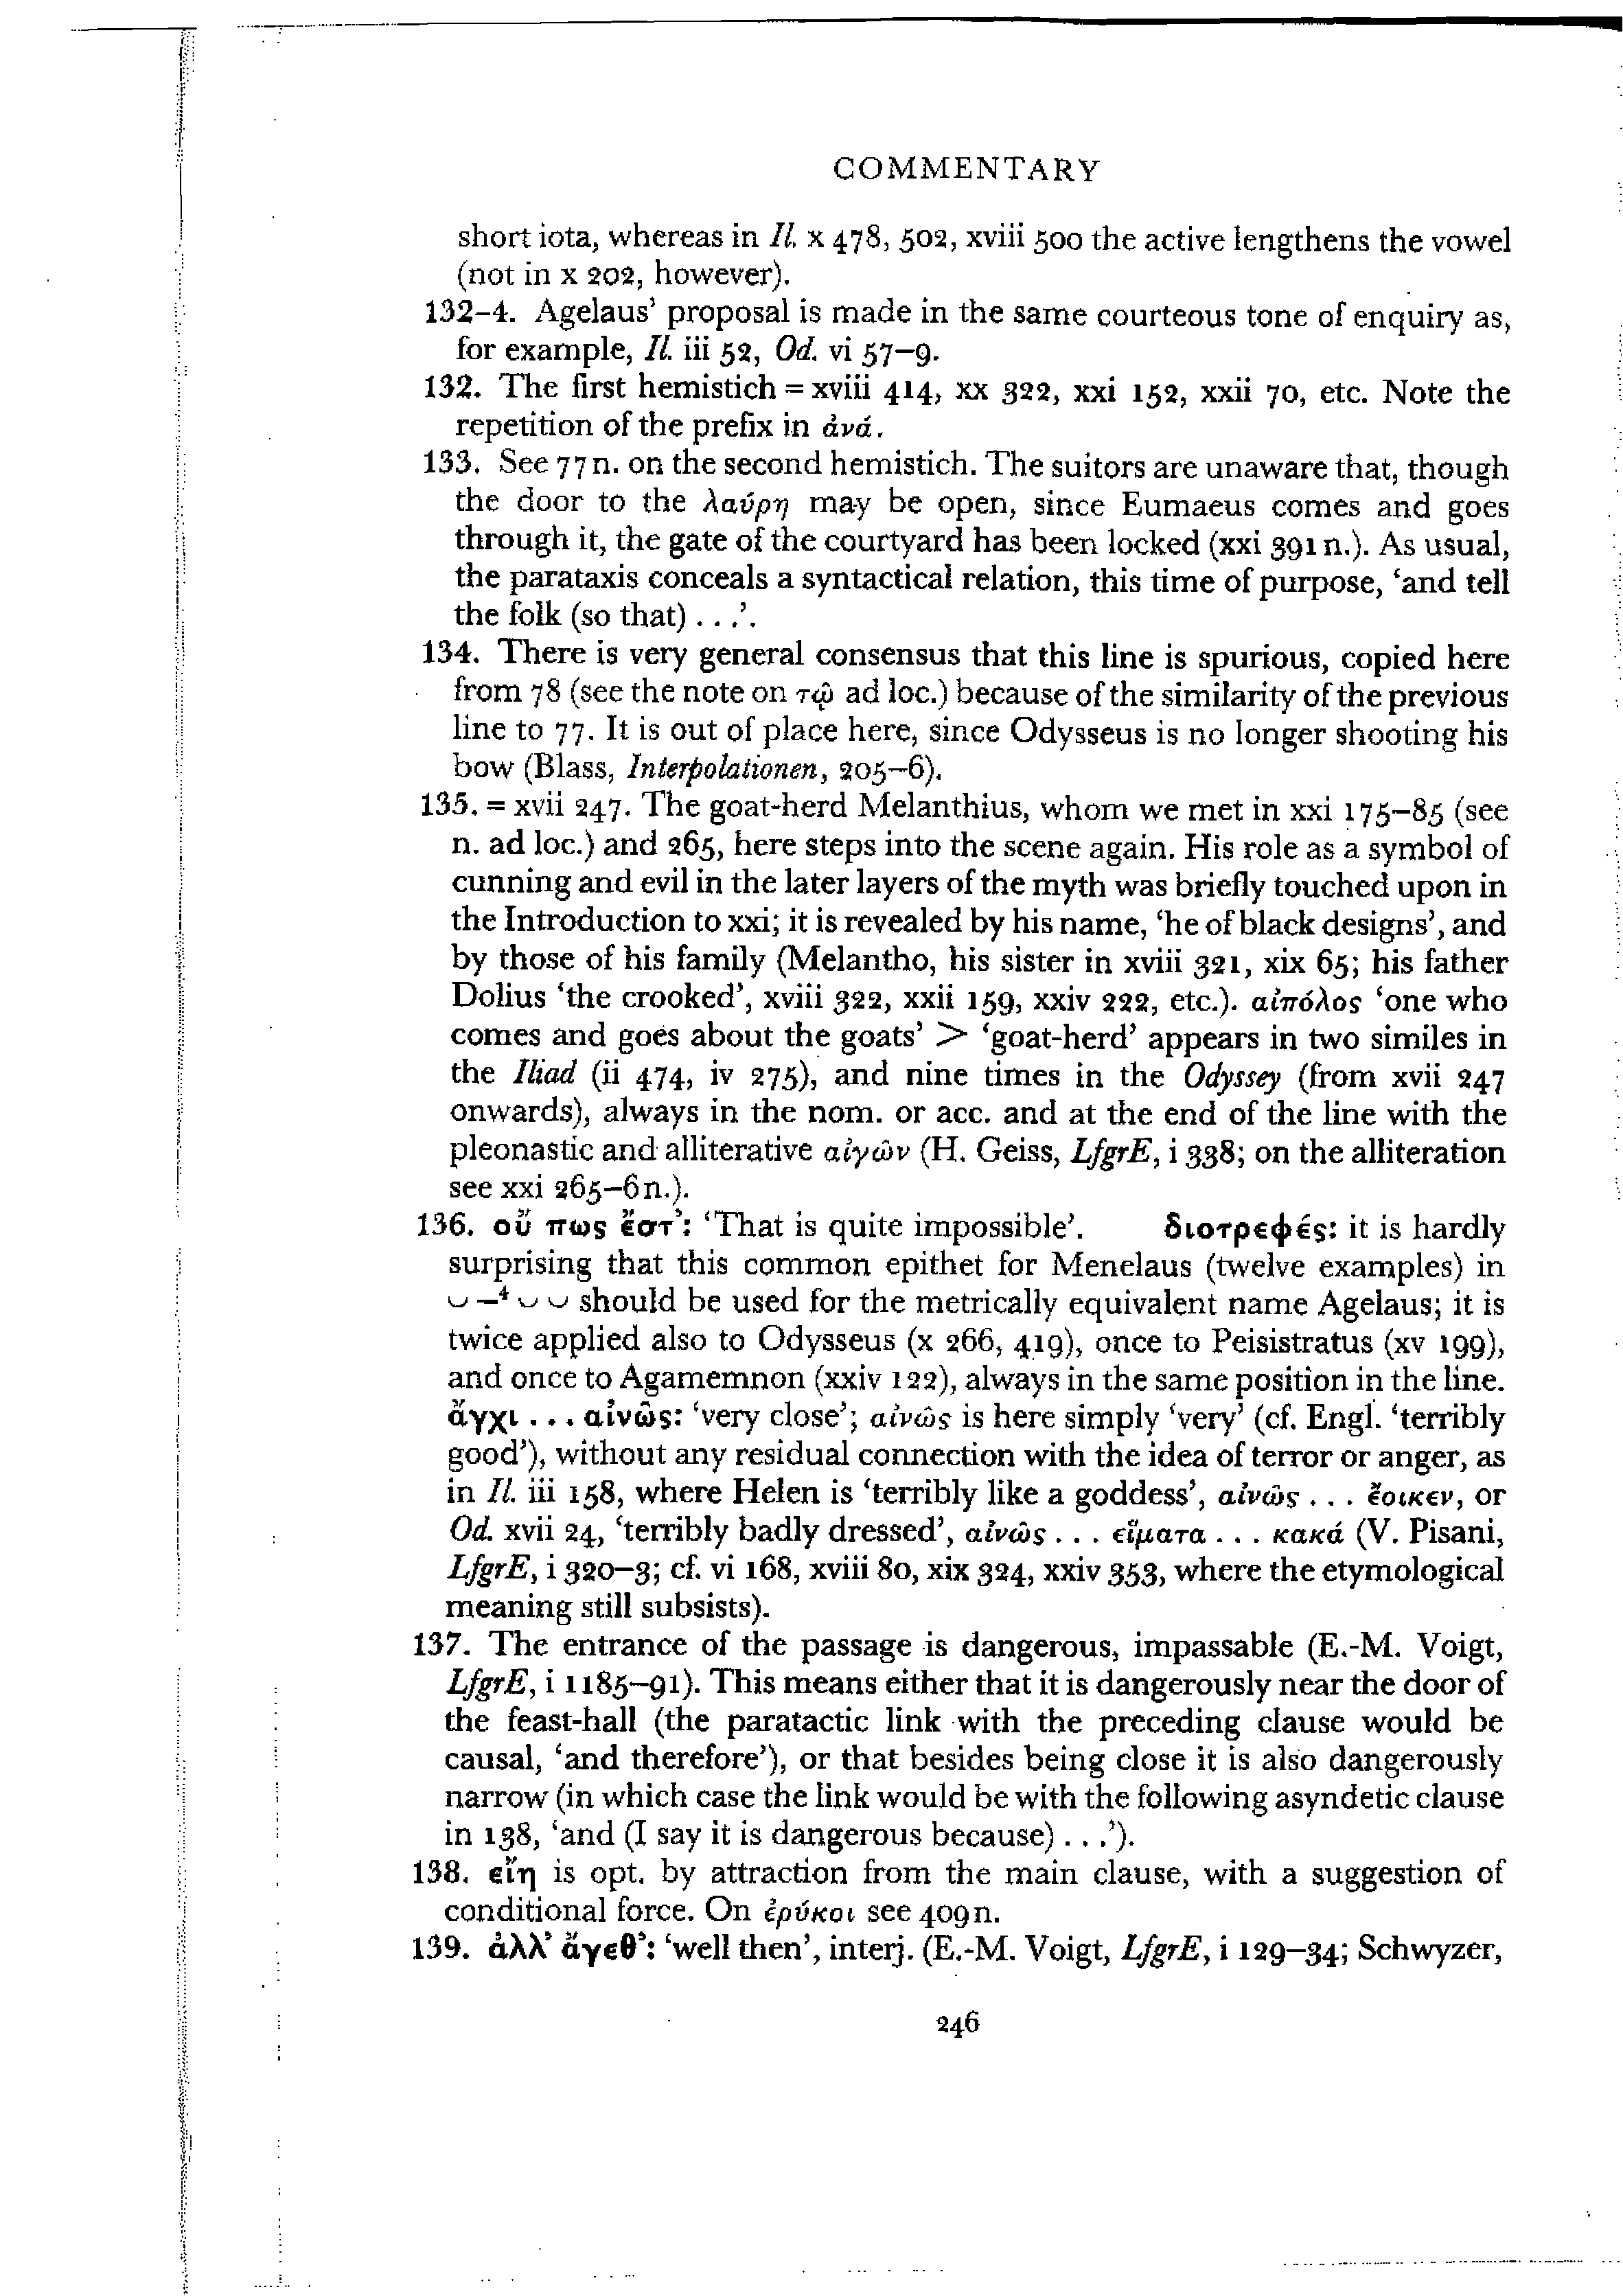 COMMENTARY
short iota, whereas in Il. x 478, 502, xviii 500 the active lengthens the vowel
(not in x 202, however).
132–4. Agelaus' proposal is made in the same courteous tone of enquiry as,
for example, Il. iii 52, Od. vi 57–9.
132. The first hemistich = xviii 414, xx 322, xxi 152, xxii 70, etc. Note the
repetition of the prefix in ἀνά.
133. See 77 n. on the second hemistich. The suitors are unaware that, though
the door to the λαύρη may be open, since Eumaeus comes and goes
through it, the gate of the courtyard has been locked (xxi 391 n.). As usual,
the parataxis conceals a syntactical relation, this time of purpose, 'and tell
the folk (so that) . . .'.
134. There is very general consensus that this line is spurious, copied here
from 78 (see the note on τῷ ad loc.) because of the similarity of the previous
line to 77. It is out of place here, since Odysseus is no longer shooting his
bow (Blass, Interpolationen, 205–6).
135. = xvii 247. The goat-herd Melanthius, whom we met in xxi 175–85 (see
n. ad loc.) and 265, here steps into the scene again. His role as a symbol of
cunning and evil in the later layers of the myth was briefly touched upon in
the Introduction to xxi; it is revealed by his name, 'he of black designs', and
by those of his family (Melantho, his sister in xviii 321, xix 65; his father
Dolius 'the crooked', xviii 322, xxii 159, xxiv 222, etc.). αἰπόλος 'one who
comes and goes about the goats' > 'goat-herd' appears in two similes in
the Iliad (ii 474, iv 275), and nine times in the Odyssey (from xvii 247
onwards), always in the nom. or acc. and at the end of the line with the
pleonastic and alliterative αἰγῶν (H. Geiss, LfgrE, i 338; on the alliteration
see xxi 265–6 n.).
136. οὔ πως ἔστ': 'That is quite impossible'. διοτρεφές: it is hardly
surprising that this common epithet for Menelaus (twelve examples) in
⏑ –⁴ ⏑ ⏑ should be used for the metrically equivalent name Agelaus; it is
twice applied also to Odysseus (x 266, 419), once to Peisistratus (xv 199),
and once to Agamemnon (xxiv 122), always in the same position in the line.
ἄγχι . . . αἰνῶς: 'very close'; αἰνῶς is here simply 'very' (cf. Engl. 'terribly
good'), without any residual connection with the idea of terror or anger, as
in Il. iii 158, where Helen is 'terribly like a goddess', αἰνῶς . . . ἔοικεν, or
Od. xvii 24, 'terribly badly dressed', αἰνῶς . . . εἵματα . . . κακά (V. Pisani,
LfgrE, i 320–3; cf. vi 168, xviii 80, xix 324, xxiv 353, where the etymological
meaning still subsists).
137. The entrance of the passage is dangerous, impassable (E.-M. Voigt,
LfgrE, i 1185–91). This means either that it is dangerously near the door of
the feast-hall (the paratactic link with the preceding clause would be
causal, 'and therefore'), or that besides being close it is also dangerously
narrow (in which case the link would be with the following asyndetic clause
in 138, 'and (I say it is dangerous because) . . .').
138. εἴη is opt. by attraction from the main clause, with a suggestion of
conditional force. On ἐρύκοι see 409 n.
139. ἀλλ' ἄγεθ': 'well then', interj. (E.-M. Voigt, LfgrE, i 129–34; Schwyzer,
246